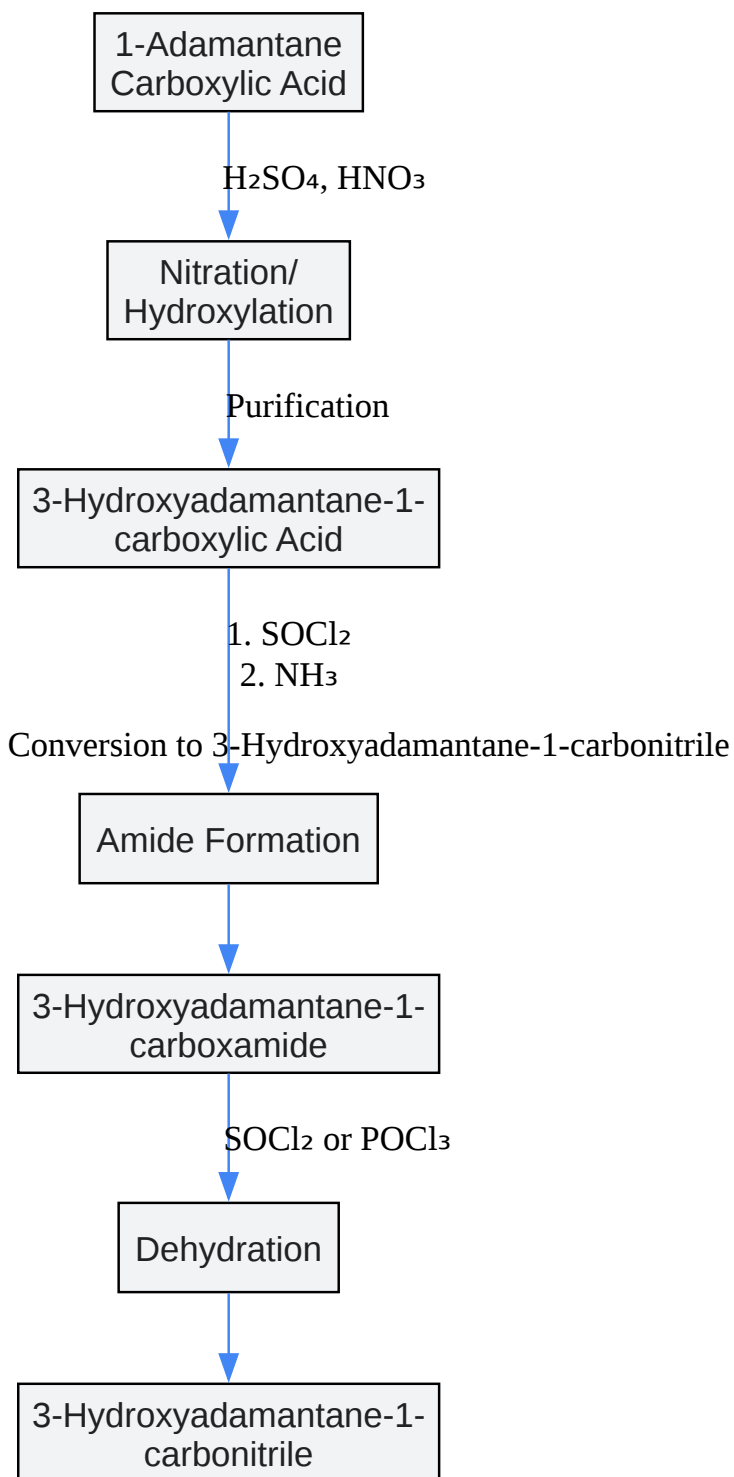 1-Adamantane
Carboxylic Acid
H₂SO₄, HNO₃
Nitration/
Hydroxylation
Purification
3-Hydroxyadamantane-1-
carboxylic Acid
1. SOCl₂
2. NH₃
Conversion to 3-Hydroxyadamantane-1-carbonitrile
Amide Formation
3-Hydroxyadamantane-1-
carboxamide
SOCl₂ or POCl₃
Dehydration
3-Hydroxyadamantane-1-
carbonitrile